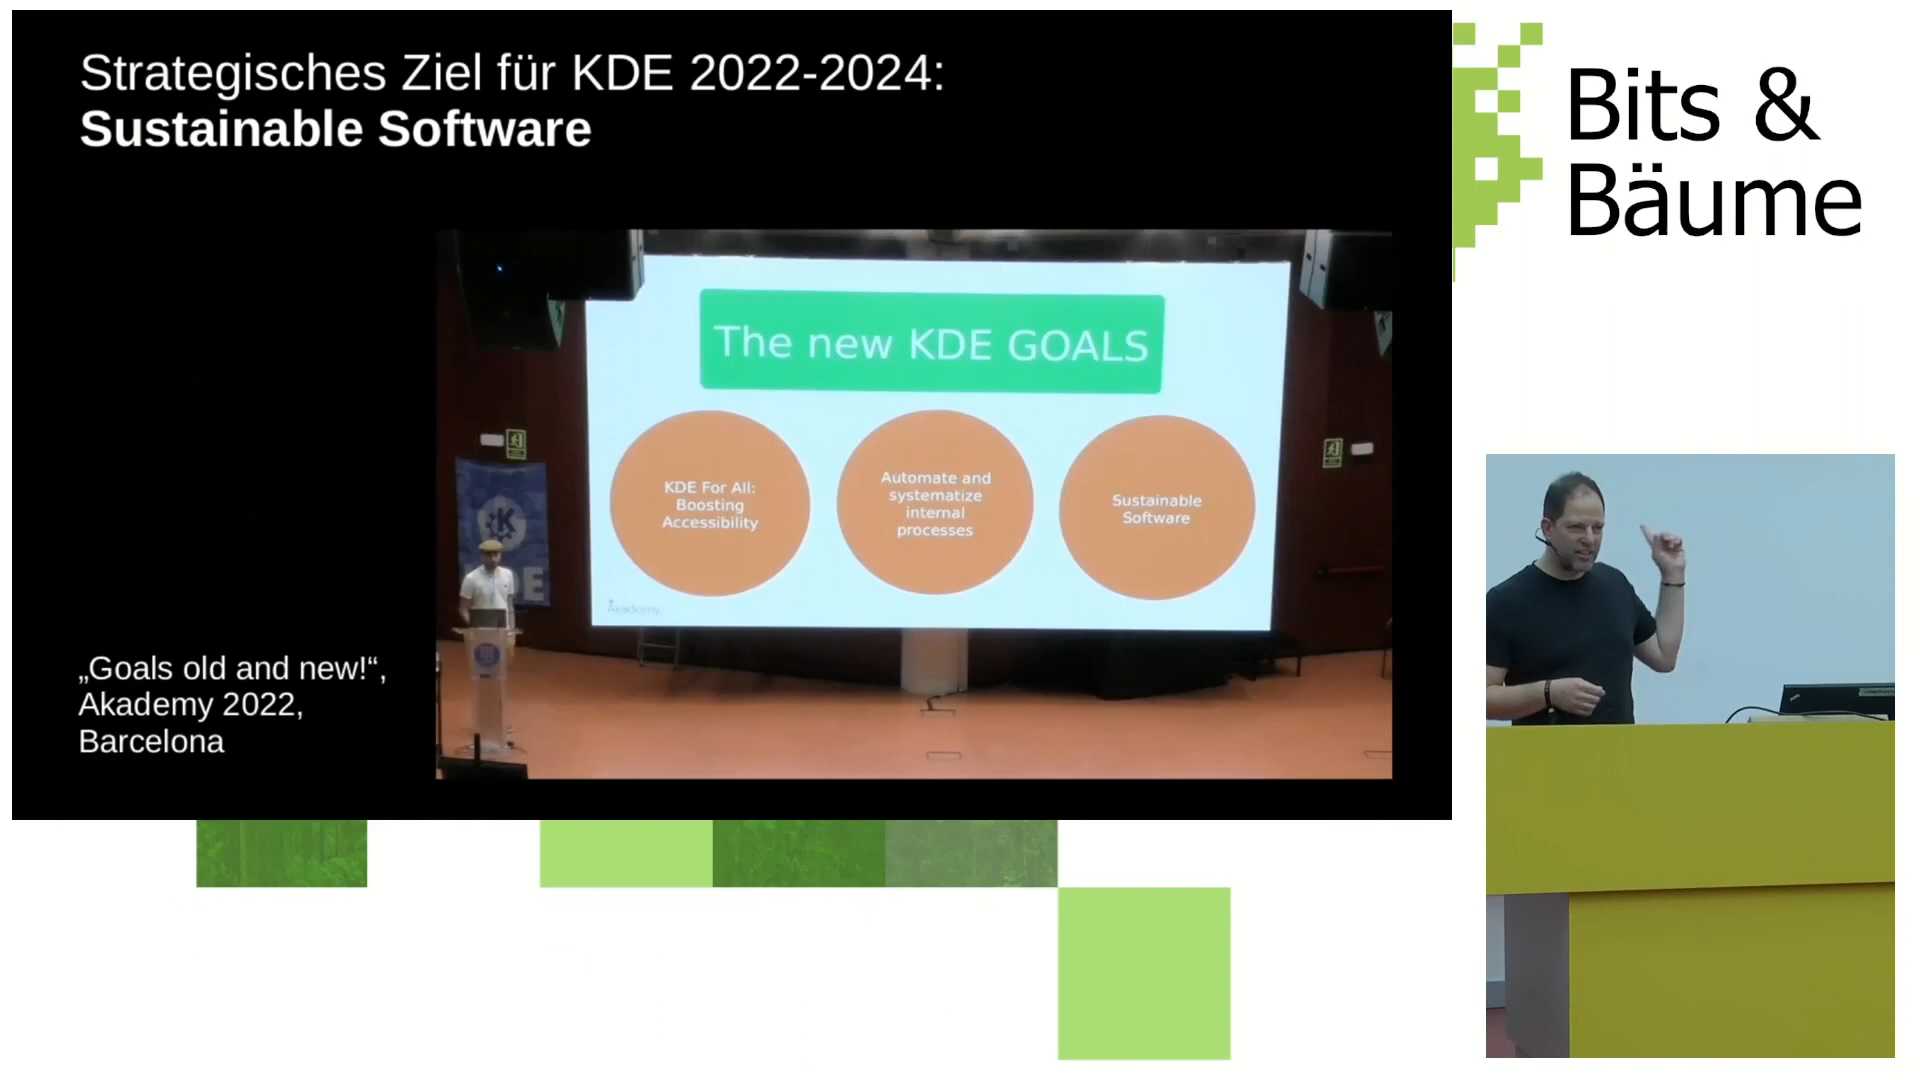 Strategisches Ziel für KDE 2022-2024:
Sustainable Software
Bits &
Bäume
The new KDE GOALS
KDE For All:
Boosting
Accessibility
Automate and
systematize
internal
processes
Sustainable
Software
Akademy
K
„Goals old and new!“,
Akademy 2022,
Barcelona